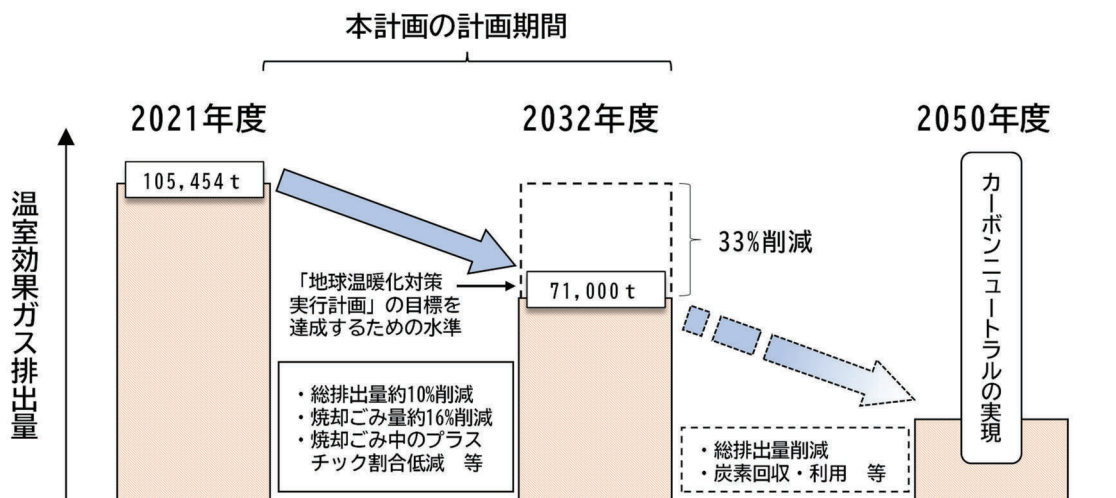 本計画の計画期間
2021年度
2032年度
2050年度
温室効果ガス排出量
105,454t
33%削減
「地球温暖化対策
実行計画」の目標を
達成するための水準
71,000t
・総排出量約10%削減
・焼却ごみ量約16%削減
・焼却ごみ中のプラス
チック割合低減　等
・総排出量削減
・炭素回収・利用　等
カーボンニュートラルの実現